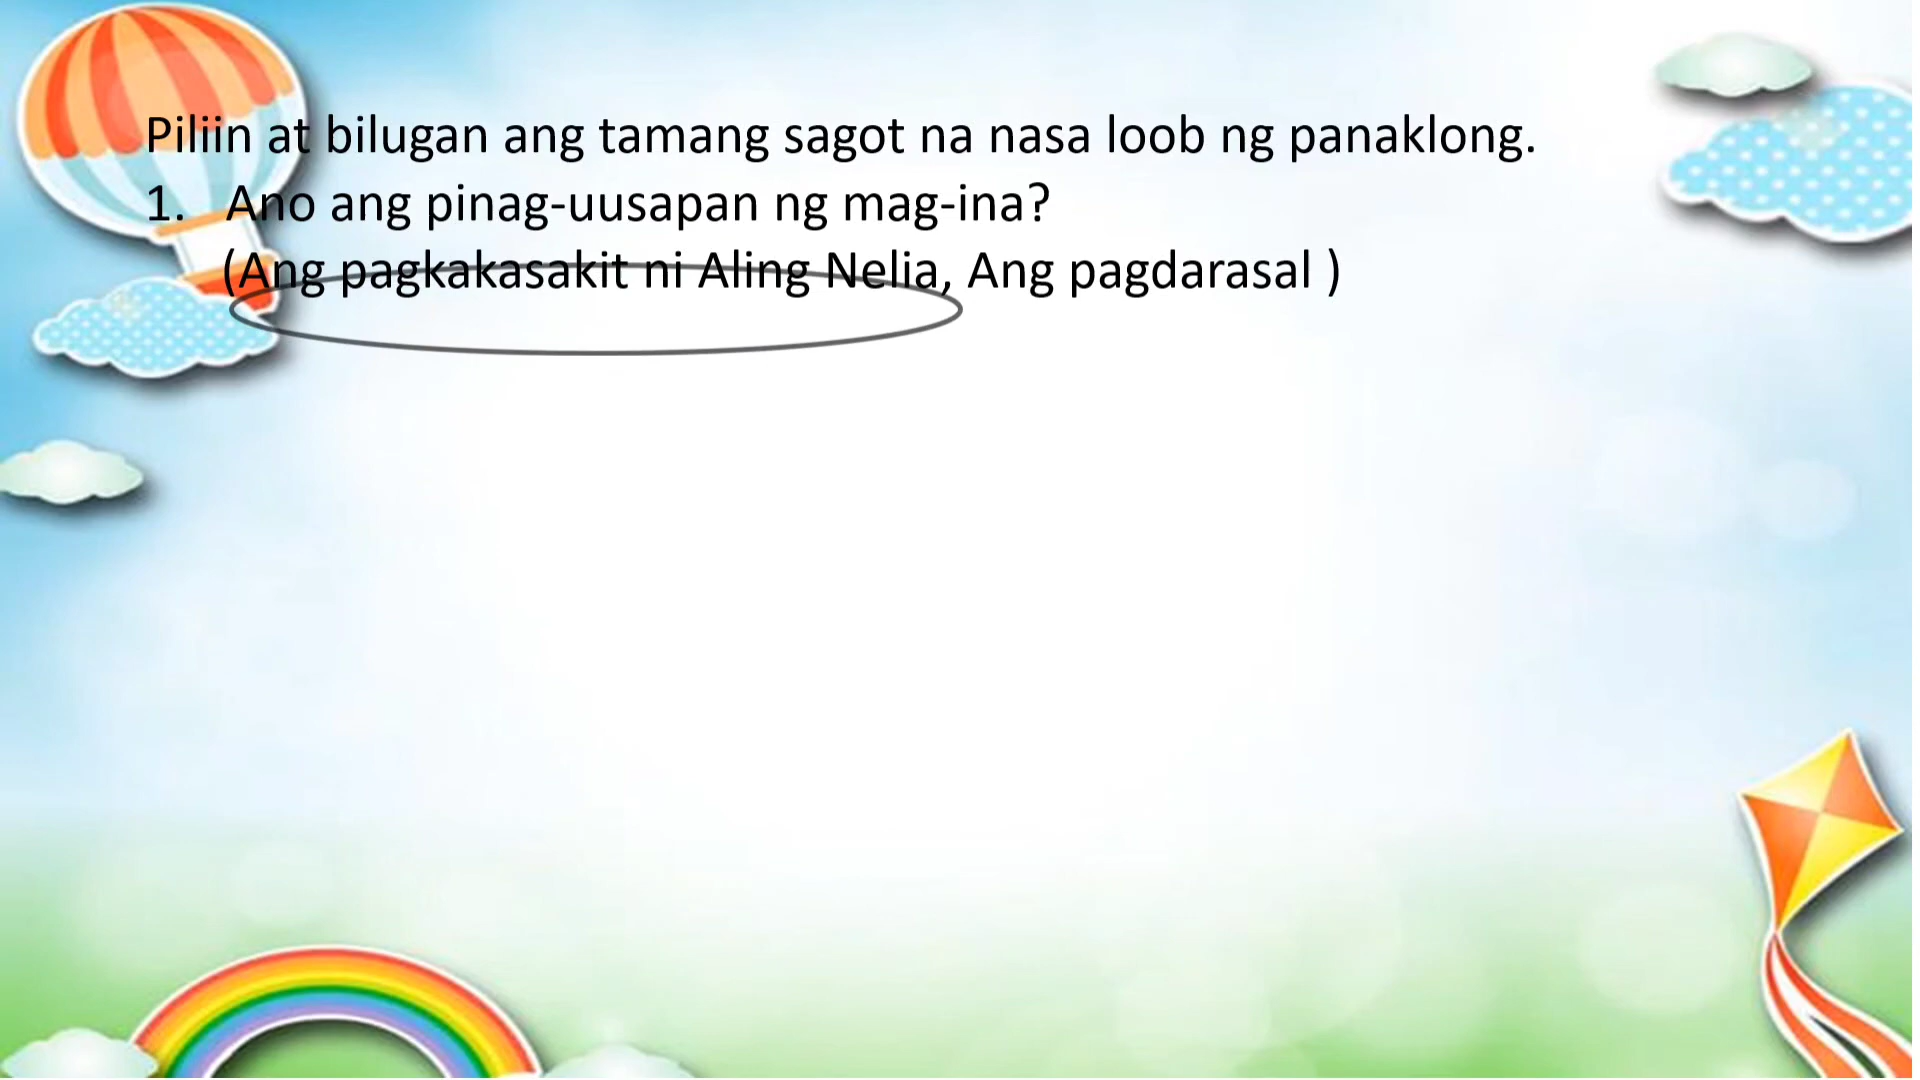 Piliin at bilugan ang tamang sagot na nasa loob ng panaklong.
1. Ano ang pinag-uusapan ng mag-ina?
(Ang pagkakasakit ni Aling Nelia, Ang pagdarasal )